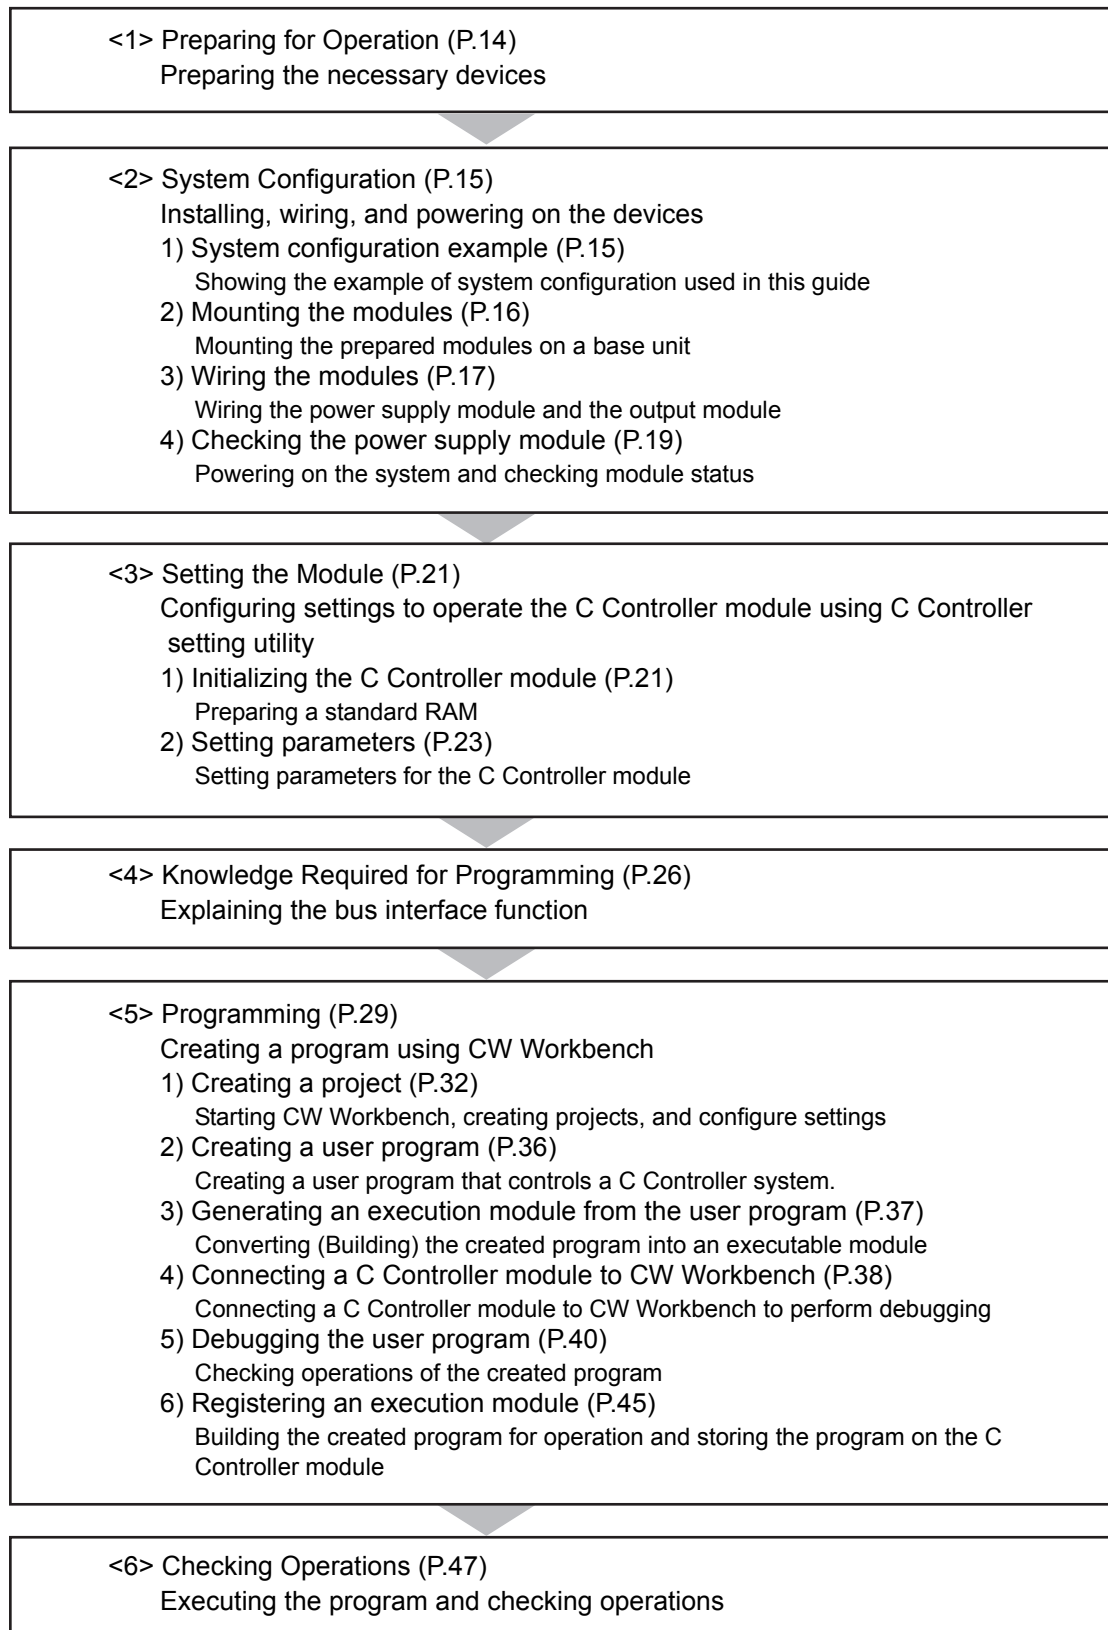 <1> Preparing for Operation (P.14)
Preparing the necessary devices
<2> System Configuration (P.15)
Installing, wiring, and powering on the devices
1) System configuration example (P.15)
Showing the example of system configuration used in this guide
2) Mounting the modules (P.16)
Mounting the prepared modules on a base unit
3) Wiring the modules (P.17)
Wiring the power supply module and the output module
4) Checking the power supply module (P.19)
Powering on the system and checking module status
<3> Setting the Module (P.21)
Configuring settings to operate the C Controller module using C Controller
setting utility
1) Initializing the C Controller module (P.21)
Preparing a standard RAM
2) Setting parameters (P.23)
Setting parameters for the C Controller module
<4> Knowledge Required for Programming (P.26)
Explaining the bus interface function
<5> Programming (P.29)
Creating a program using CW Workbench
1) Creating a project (P.32)
Starting CW Workbench, creating projects, and configure settings
2) Creating a user program (P.36)
Creating a user program that controls a C Controller system.
3) Generating an execution module from the user program (P.37)
Converting (Building) the created program into an executable module
4) Connecting a C Controller module to CW Workbench (P.38)
Connecting a C Controller module to CW Workbench to perform debugging
5) Debugging the user program (P.40)
Checking operations of the created program
6) Registering an execution module (P.45)
Building the created program for operation and storing the program on the C
Controller module
<6> Checking Operations (P.47)
Executing the program and checking operations